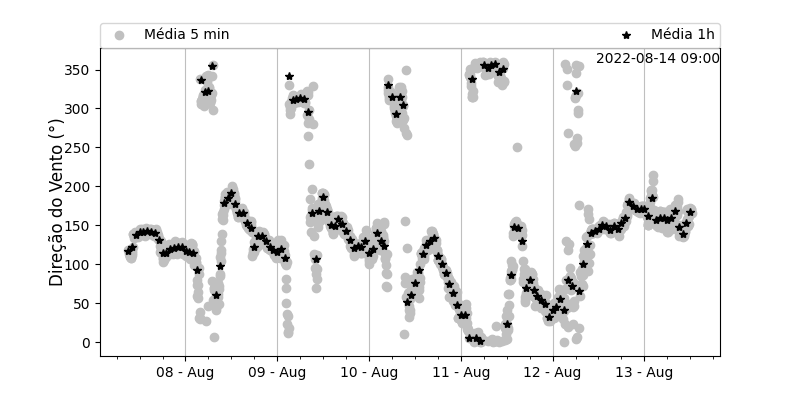 Média 5 min
Média 1h
2022-08-14 09:00
Direção do Vento (°)
350
300
250
200
150
100
50
0
08 - Aug
09 - Aug
10 - Aug
11 - Aug
12 - Aug
13 - Aug